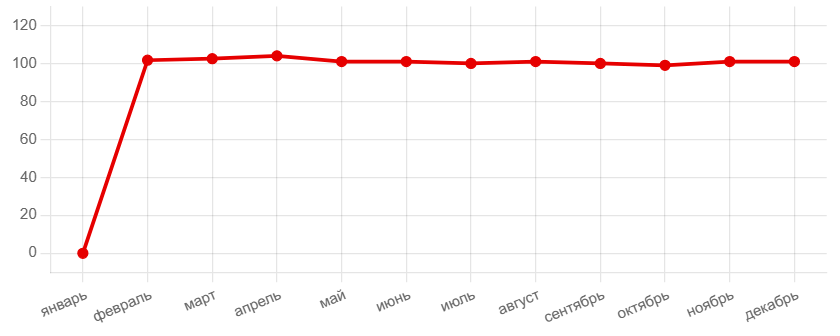 120
100
80
60
40
20
0
январь
февраль
март
апрель
май
июнь
июль
август
сентябрь
октябрь
ноябрь
декабрь